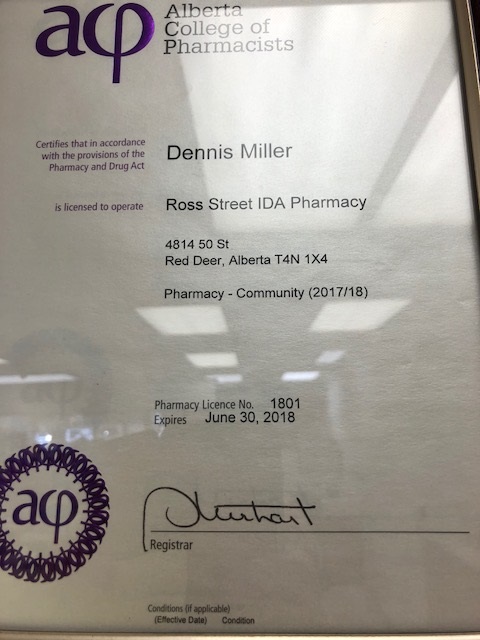 acp
Alberta
College of
Pharmacists
Certifies that in accordance
with the provisions of the
Pharmacy and Drug Act
Dennis Miller
is licensed to operate
Ross Street IDA Pharmacy
4814 50 St
Red Deer, Alberta T4N 1X4
Pharmacy - Community (2017/18)
Pharmacy Licence No. 1801
Expires June 30, 2018
acp
Registrar
Conditions (if applicable)
(Effective Date) Condition